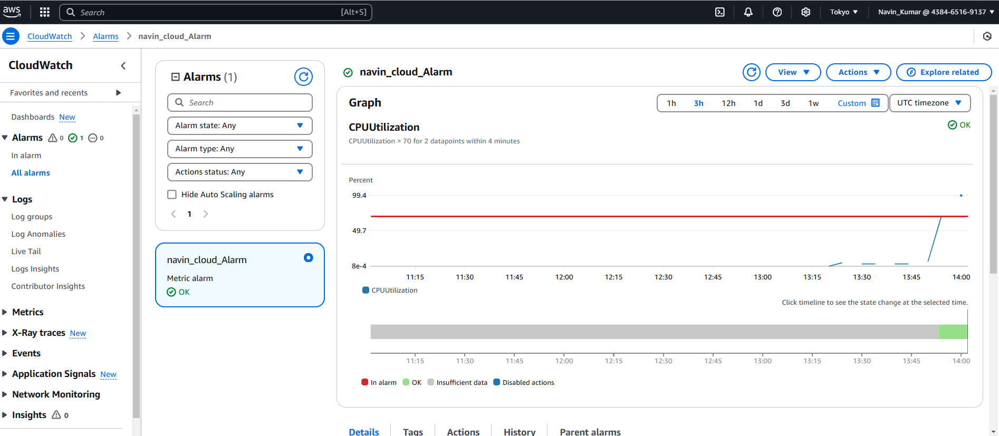 aws Search [Alt+S] Tokyo Navin_Kumar @ 4384-6516-9137
CloudWatch Alarms navin_cloud_Alarm
CloudWatch
Favorites and recents
Dashboards New
Alarms 0 1 0
In alarm
All alarms
Logs
Log groups
Log Anomalies
Live Tail
Logs Insights
Contributor Insights
Metrics
X-Ray traces New
Events
Application Signals New
Network Monitoring
Insights 0
Alarms (1)
Search
Alarm state: Any
Alarm type: Any
Actions status: Any
Hide Auto Scaling alarms
1
navin_cloud_Alarm
Metric alarm
OK
navin_cloud_Alarm
View Actions Explore related
Graph
1h 3h 12h 1d 3d 1w Custom UTC timezone
CPUUtilization
OK
CPUUtilization > 70 for 2 datapoints within 4 minutes
Percent
99.4
49.7
8e-4
11:15 11:30 11:45 12:00 12:15 12:30 12:45 13:00 13:15 13:30 13:45 14:00
CPUUtilization
Click timeline to see the state change at the selected time.
11:15 11:30 11:45 12:00 12:15 12:30 12:45 13:00 13:15 13:30 13:45 14:00
In alarm OK Insufficient data Disabled actions
Details Tags Actions History Parent alarms